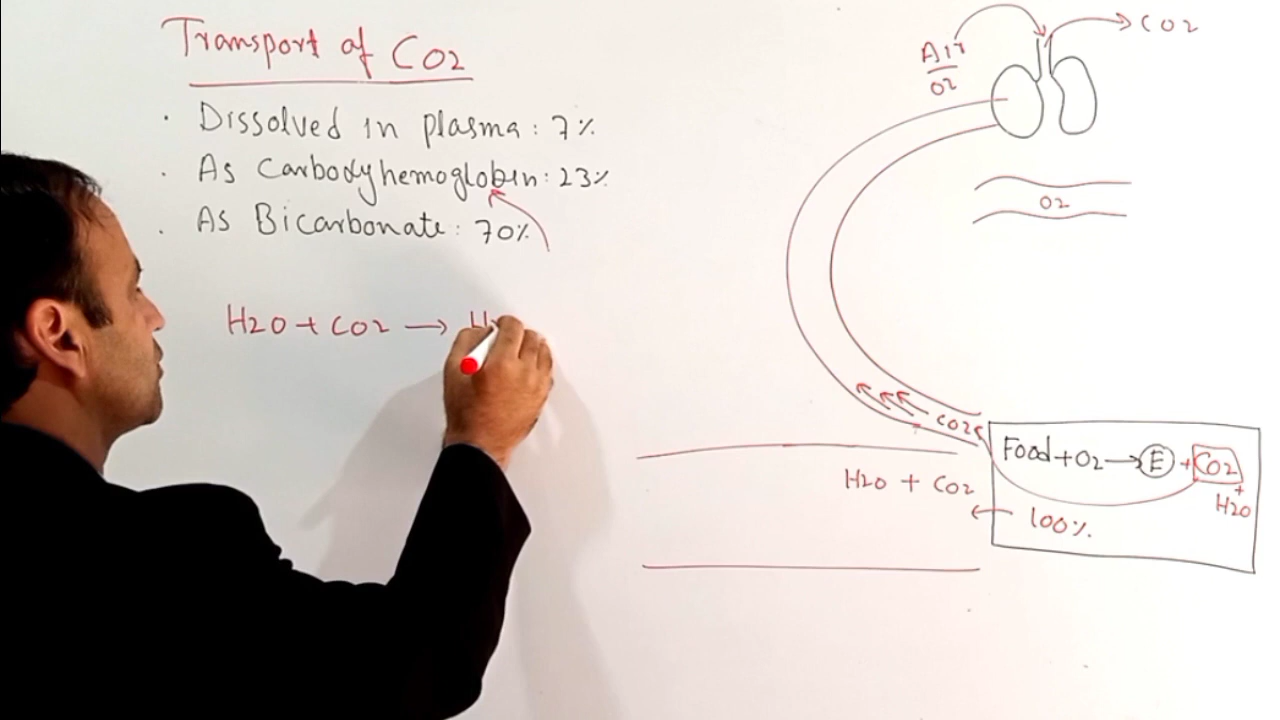 Transport of CO2
· Dissolved in plasma: 7%
· As Carboxyhemoglobin: 23%
· As Bicarbonate: 70%
H2O + CO2 → H
Air
O2
CO2
O2
CO2
Food + O2 → E + CO2
+
H2O
H2O + CO2
← 100%